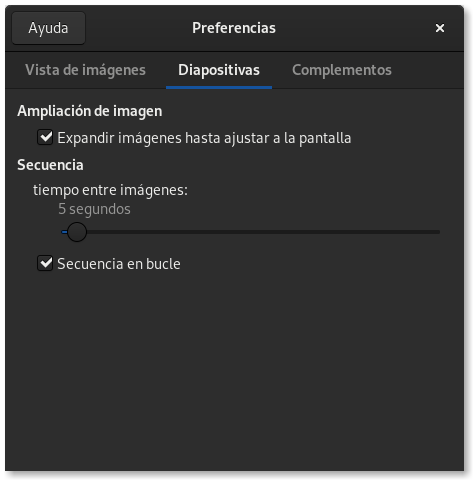 Ayuda
Preferencias
×
Vista de imágenes
Diapositivas
Complementos
Ampliación de imagen
Expandir imágenes hasta ajustar a la pantalla
Secuencia
tiempo entre imágenes:
5 segundos
Secuencia en bucle